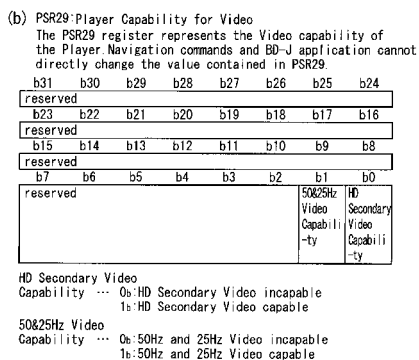 (b) PSR29:Player Capability for Video
The PSR29 register represents the Video capability of
the Player. Navigation commands and BD-J application cannot
directly change the value contained in PSR29.
b31 b30 b29 b28 b27 b26 b25 b24
reserved
b23 b22 b21 b20 b19 b18 b17 b16
reserved
b15 b14 b13 b12 b11 b10 b9 b8
reserved
b7 b6 b5 b4 b3 b2 b1 b0
reserved 50&25Hz HD
Video Secondary
Capabili Video
-ty Capabili
-ty
HD Secondary Video
Capability ··· 0b:HD Secondary Video incapable
1b:HD Secondary Video capable
50&25Hz Video
Capability ··· 0b:50Hz and 25Hz Video incapable
1b:50Hz and 25Hz Video capable